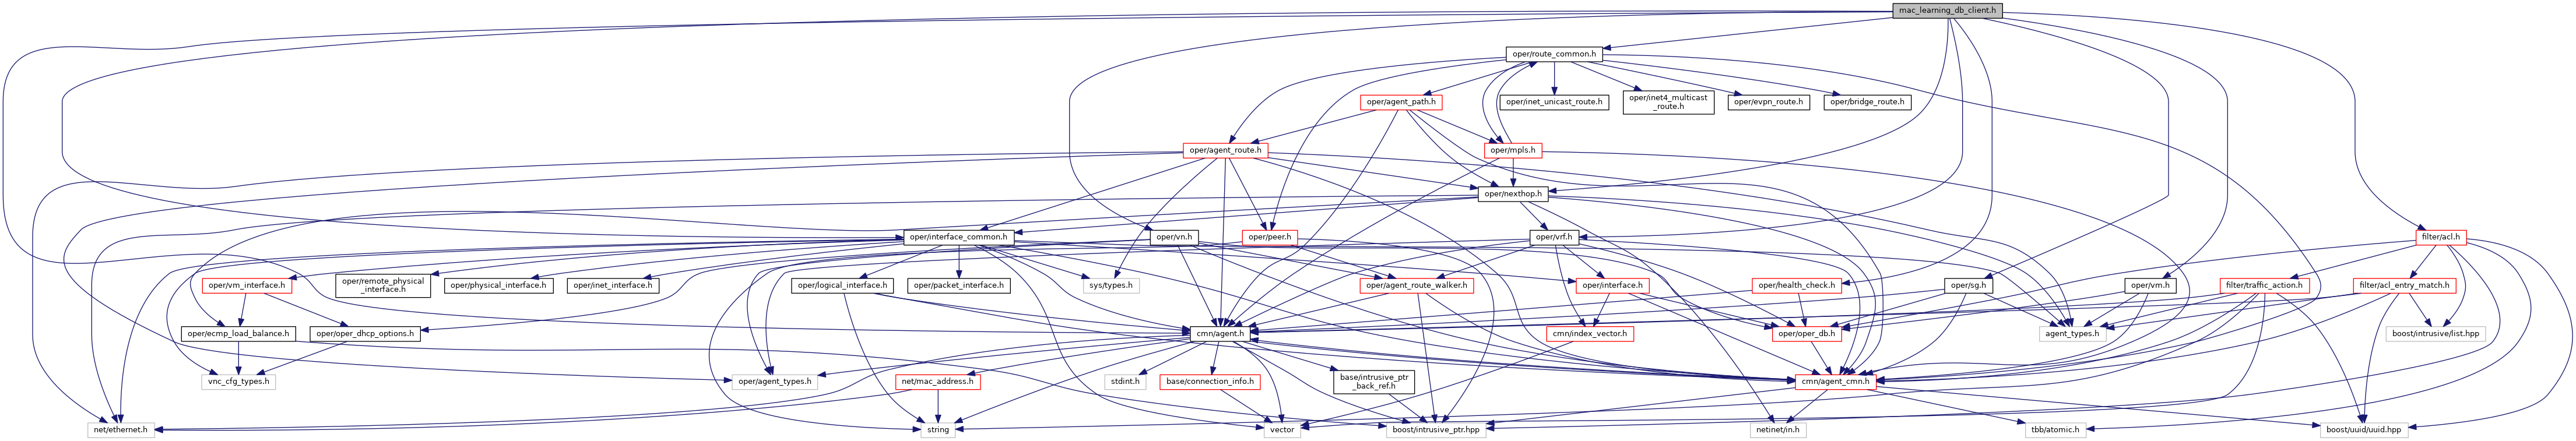 mac_learning_db_client.h
oper/route_common.h
oper/agent_path.h
oper/inet_unicast_route.h
oper/inet4_multicast
_route.h
oper/evpn_route.h
oper/bridge_route.h
oper/agent_route.h
oper/mpls.h
oper/nexthop.h
oper/interface_common.h
oper/vn.h
oper/peer.h
oper/vrf.h
filter/acl.h
oper/vm_interface.h
oper/remote_physical
_interface.h
oper/physical_interface.h
oper/inet_interface.h
oper/logical_interface.h
oper/packet_interface.h
sys/types.h
oper/agent_route_walker.h
oper/interface.h
oper/health_check.h
oper/sg.h
oper/vm.h
filter/traffic_action.h
filter/acl_entry_match.h
oper/ecmp_load_balance.h
oper/oper_dhcp_options.h
cmn/agent.h
cmn/index_vector.h
oper/oper_db.h
agent_types.h
boost/intrusive/list.hpp
vnc_cfg_types.h
oper/agent_types.h
net/mac_address.h
stdint.h
base/connection_info.h
base/intrusive_ptr
_back_ref.h
cmn/agent_cmn.h
net/ethernet.h
string
vector
boost/intrusive_ptr.hpp
netinet/in.h
tbb/atomic.h
boost/uuid/uuid.hpp